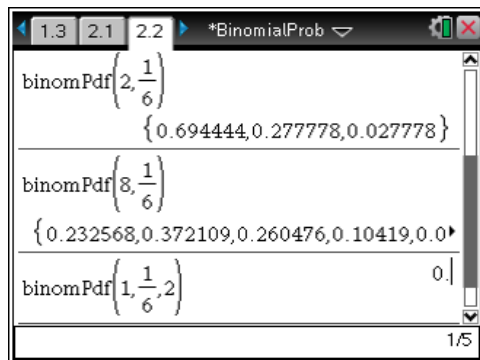 1.3 2.1 2.2 *BinomialProb
binomPdf(2,1/6)
{0.694444,0.277778,0.027778}
binomPdf(8,1/6)
{0.232568,0.372109,0.260476,0.10419,0.0
binomPdf(1,1/6,2)
0.
1/5